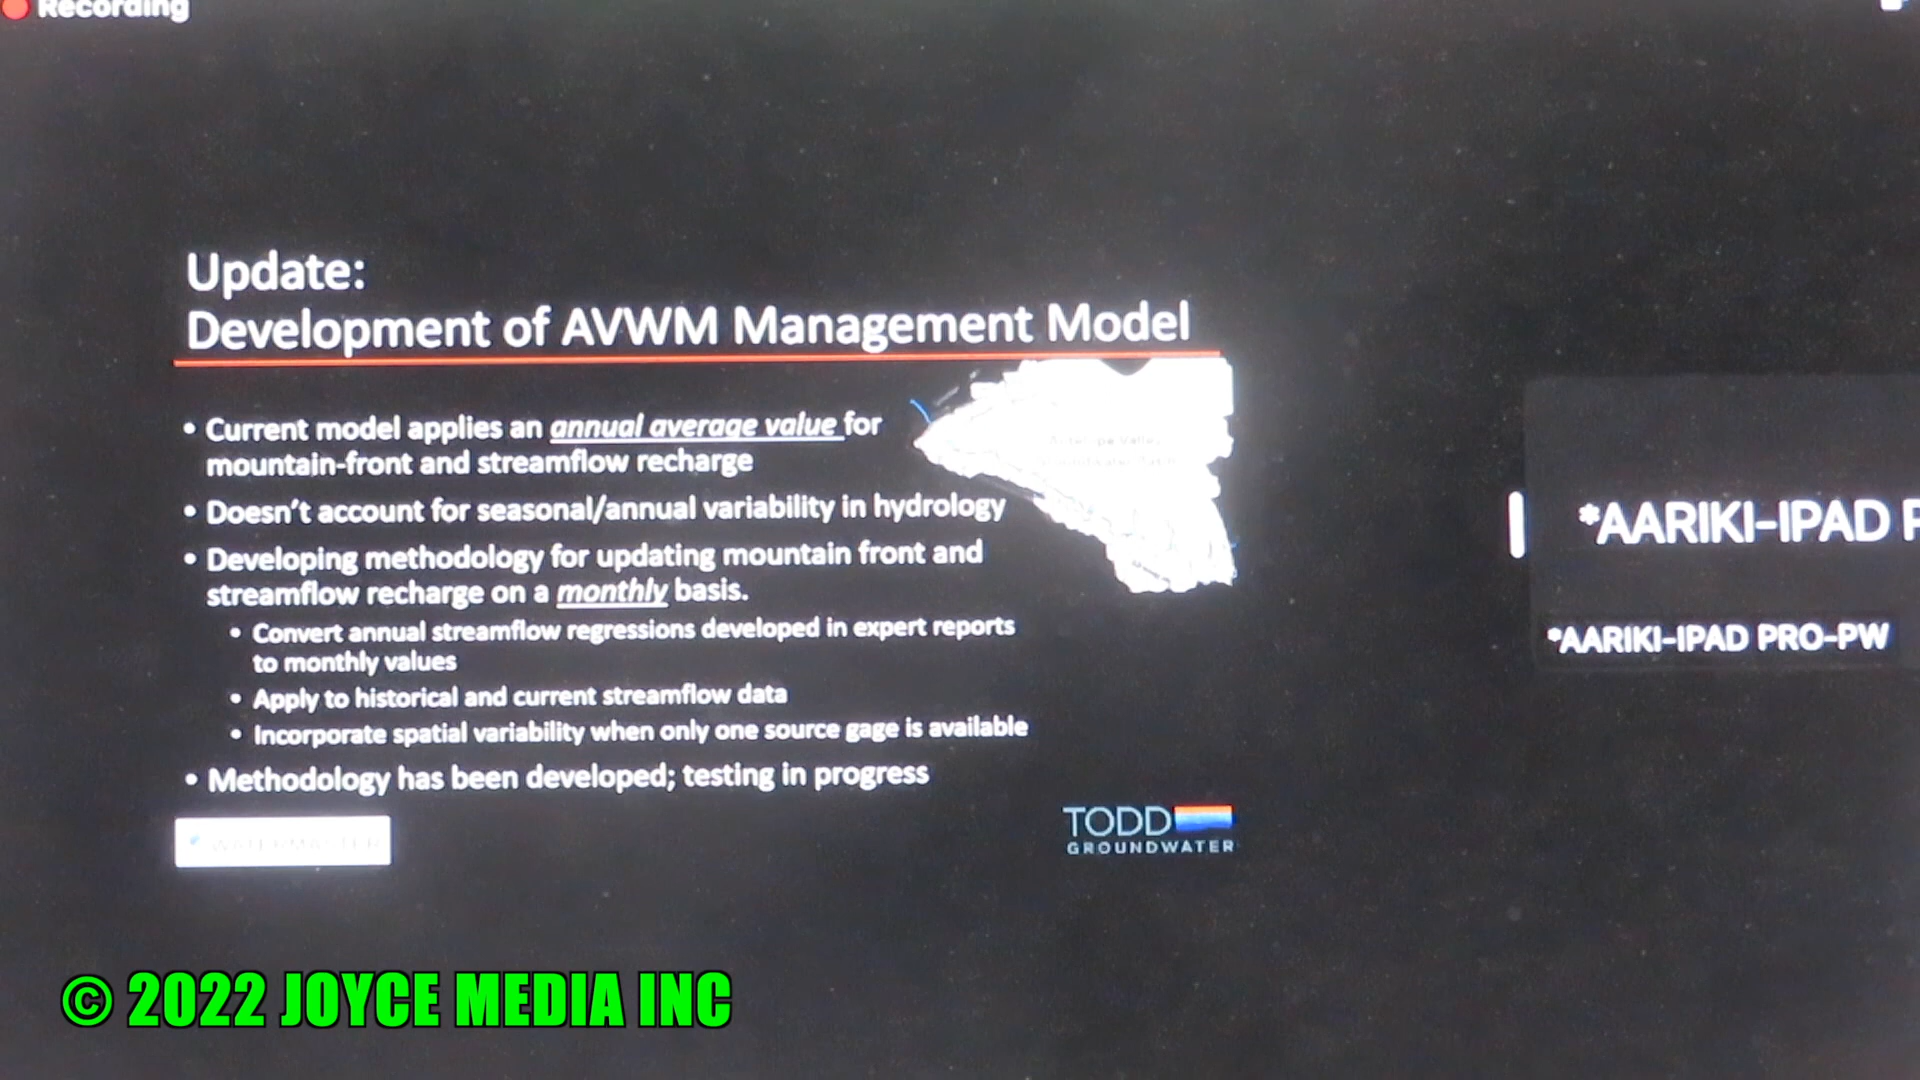 Recording
Update:
Development of AVWM Management Model
• Current model applies an annual average value for
mountain-front and streamflow recharge
• Doesn't account for seasonal/annual variability in hydrology
• Developing methodology for updating mountain front and
streamflow recharge on a monthly basis.
• Convert annual streamflow regressions developed in expert reports
to monthly values
• Apply to historical and current streamflow data
• Incorporate spatial variability when only one source gage is available
• Methodology has been developed; testing in progress
WATERMASTER
TODD
GROUNDWATER
*AARIKI-IPAD P
*AARIKI-IPAD PRO-PW
© 2022 JOYCE MEDIA INC